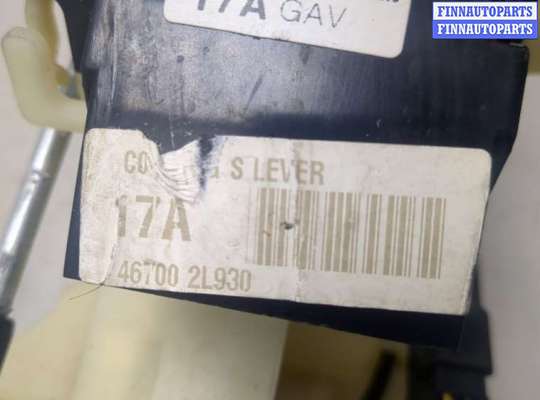 17A GAV
FINNAUTOPARTS
FINNAUTOPARTS
S LEVER
17A
46700 2L930